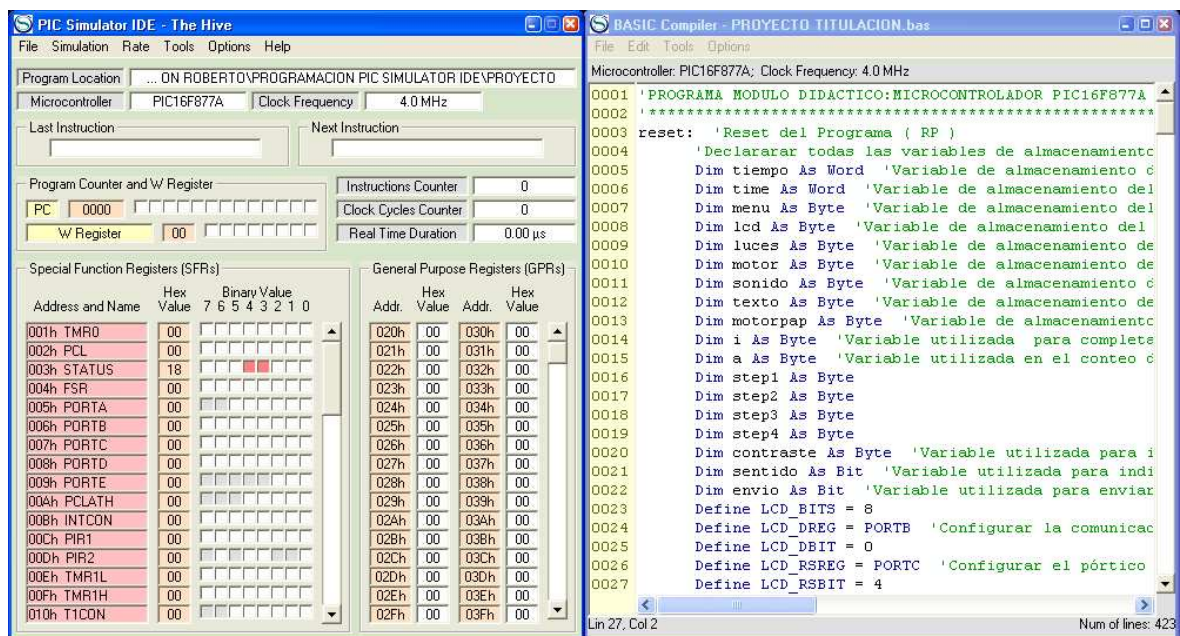 PIC Simulator IDE - The Hive
File Simulation Rate Tools Options Help
Program Location ... ON ROBERTO\PROGRAMACION PIC SIMULATOR IDE\PROYECTO
Microcontroller PIC16F877A Clock Frequency 4.0 MHz
Last Instruction Next Instruction
Program Counter and W Register
PC 0000
W Register 00
Instructions Counter 0
Clock Cycles Counter 0
Real Time Duration 0.00 µs
Special Function Registers (SFRs)
Address and Name Hex Value Binary Value 7 6 5 4 3 2 1 0
001h TMR0 00
002h PCL 00
003h STATUS 18
004h FSR 00
005h PORTA 00
006h PORTB 00
007h PORTC 00
008h PORTD 00
009h PORTE 00
00Ah PCLATH 00
00Bh INTCON 00
00Ch PIR1 00
00Dh PIR2 00
00Eh TMR1L 00
00Fh TMR1H 00
010h T1CON 00
General Purpose Registers (GPRs)
Addr. Hex Value Addr. Hex Value
020h 00 030h 00
021h 00 031h 00
022h 00 032h 00
023h 00 033h 00
024h 00 034h 00
025h 00 035h 00
026h 00 036h 00
027h 00 037h 00
028h 00 038h 00
029h 00 039h 00
02Ah 00 03Ah 00
02Bh 00 03Bh 00
02Ch 00 03Ch 00
02Dh 00 03Dh 00
02Eh 00 03Eh 00
02Fh 00 03Fh 00
BASIC Compiler - PROYECTO TITULACION.bas
File Edit Tools Options
Microcontroller: PIC16F877A; Clock Frequency: 4.0 MHz
0001 'PROGRAMA MODULO DIDACTICO:MICROCONTROLADOR PIC16F877A
0002 '*******************************************************
0003 reset: 'Reset del Programa ( RP )
0004 'Declararar todas las variables de almacenamiento
0005 Dim tiempo As Word 'Variable de almacenamiento d
0006 Dim time As Word 'Variable de almacenamiento del
0007 Dim menu As Byte 'Variable de almacenamiento del
0008 Dim lcd As Byte 'Variable de almacenamiento del
0009 Dim luces As Byte 'Variable de almacenamiento de
0010 Dim motor As Byte 'Variable de almacenamiento de
0011 Dim sonido As Byte 'Variable de almacenamiento d
0012 Dim texto As Byte 'Variable de almacenamiento de
0013 Dim motorpap As Byte 'Variable de almacenamientc
0014 Dim i As Byte 'Variable utilizada para complete
0015 Dim a As Byte 'Variable utilizada en el conteo d
0016 Dim step1 As Byte
0017 Dim step2 As Byte
0018 Dim step3 As Byte
0019 Dim step4 As Byte
0020 Dim contraste As Byte 'Variable utilizada para i
0021 Dim sentido As Bit 'Variable utilizada para indi
0022 Dim envio As Bit 'Variable utilizada para enviar
0023 Define LCD_BITS = 8
0024 Define LCD_DREG = PORTB 'Configurar la comunicac
0025 Define LCD_DBIT = 0
0026 Define LCD_RSREG = PORTC 'Configurar el pórtico
0027 Define LCD_RSBIT = 4
Lin 27, Col 2 Num of lines: 423